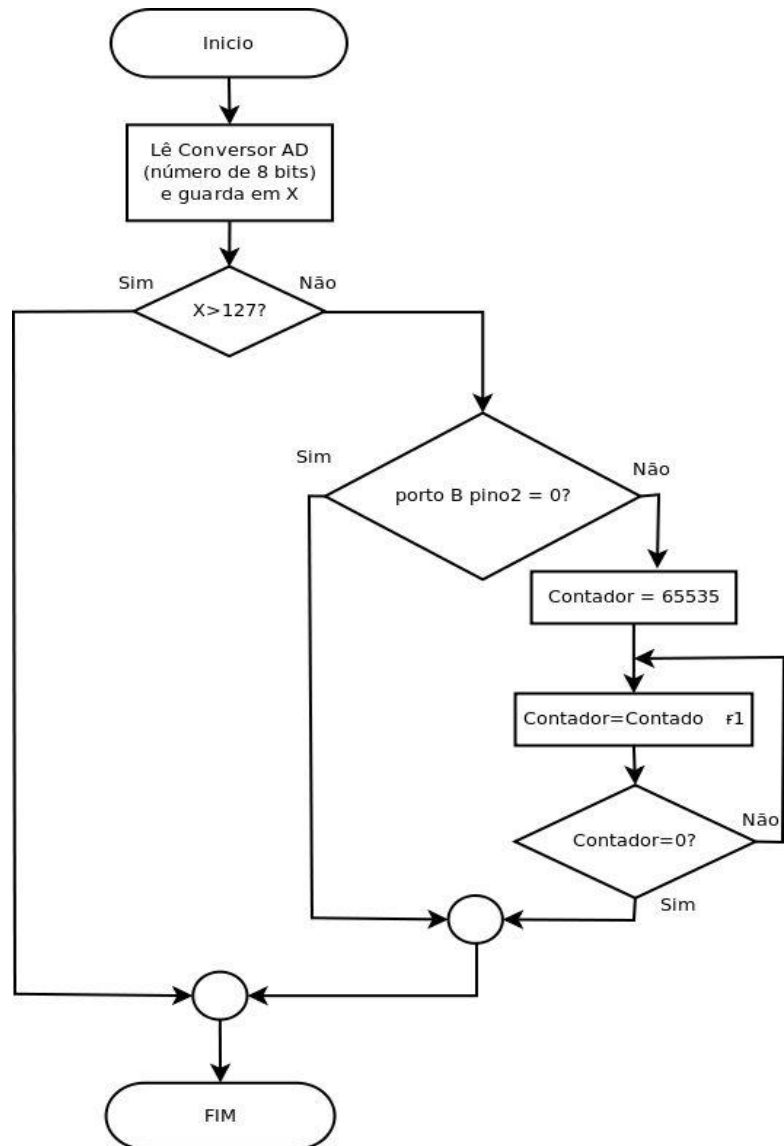 Inicio
Lê Conversor AD
(número de 8 bits)
e guarda em X
Sim
Não
X>127?
Sim
Não
porto B pino2 = 0?
Contador = 65535
Contador=Contado
Não
Contador=0?
Sim
FIM